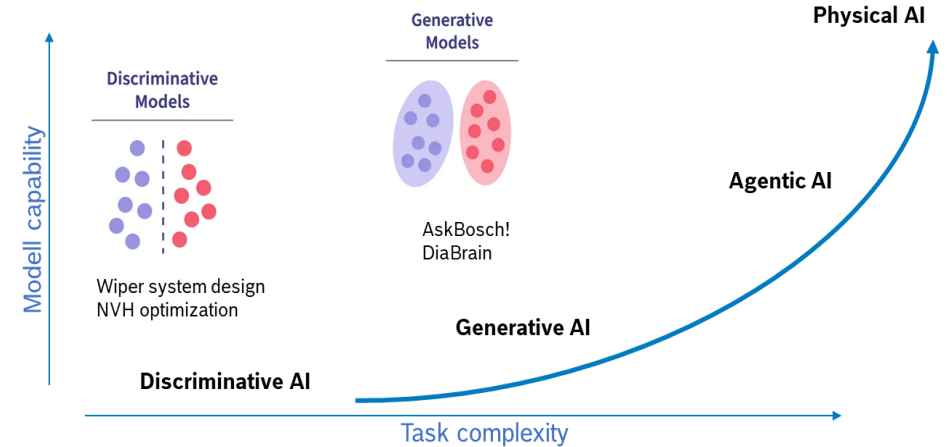 Physical AI
Generative
Models
Discriminative
Models
Agentic AI
AskBosch!
DiaBrain
Wiper system design
NVH optimization
Generative AI
Discriminative AI
Modell capability
Task complexity